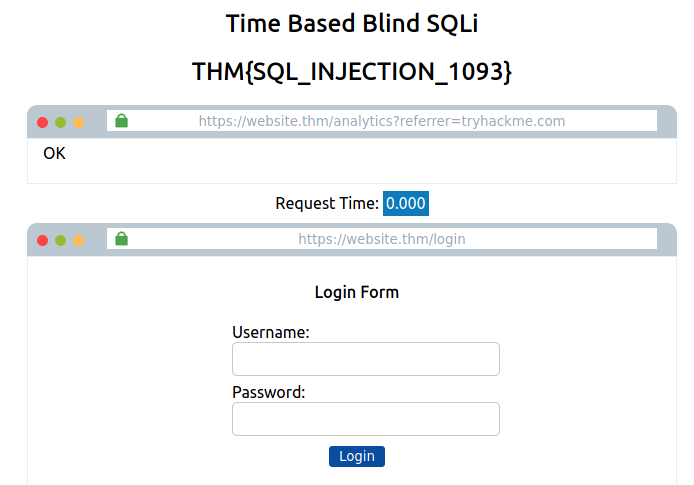 Time Based Blind SQLi
THM{SQL_INJECTION_1093}
https://website.thm/analytics?referrer=tryhackme.com
OK
Request Time: 0.000
https://website.thm/login
Login Form
Username:
Password:
Login